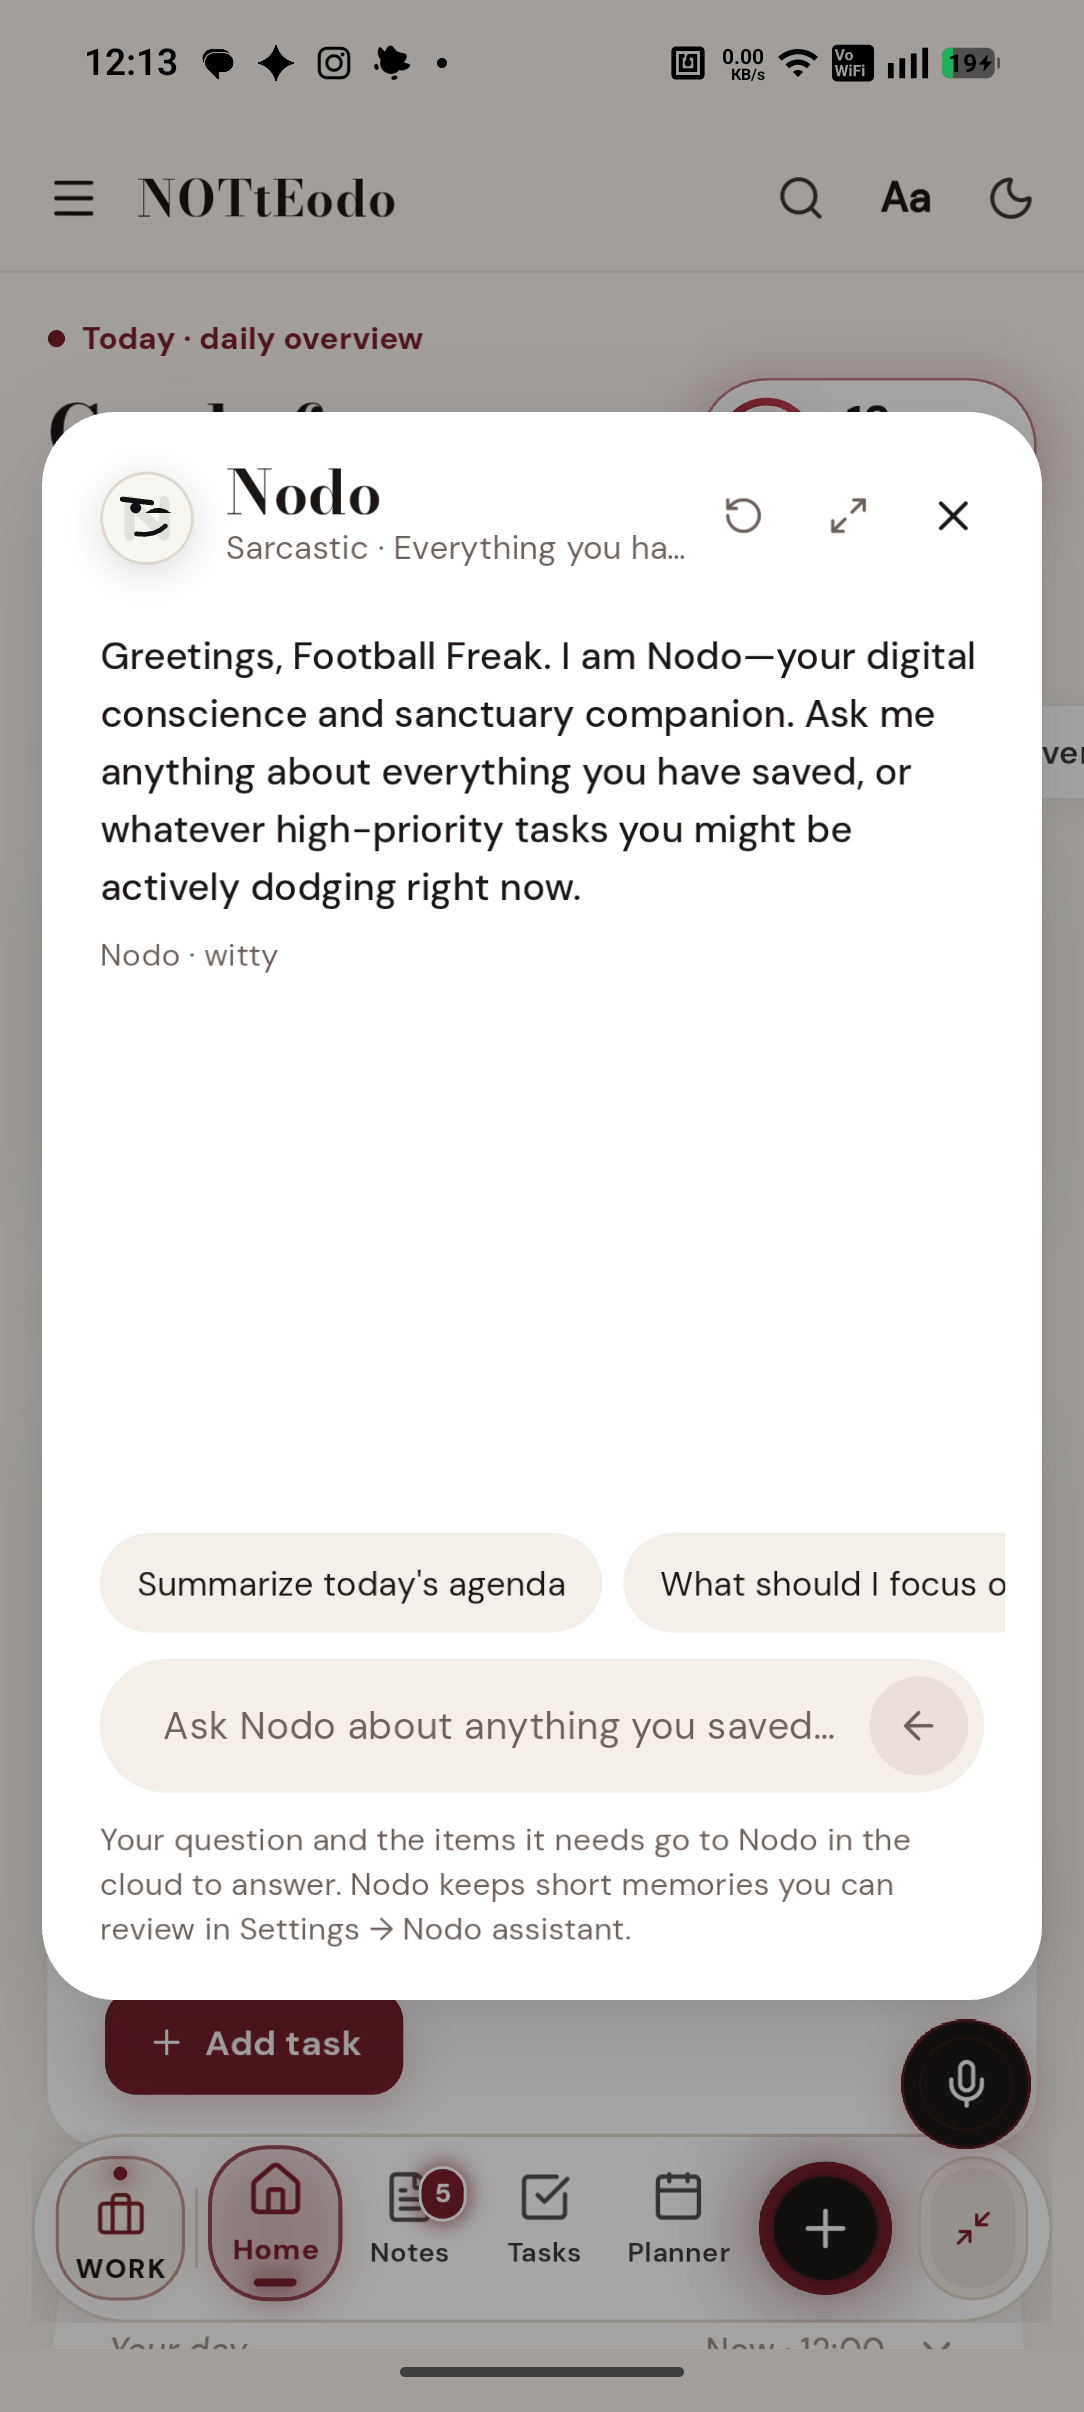 12:13
0.00
KB/s
Vo
WiFi
19
NOTtEodo
Aa
Today · daily overview
Nodo
Sarcastic · Everything you ha...
Greetings, Football Freak. I am Nodo—your digital
conscience and sanctuary companion. Ask me
anything about everything you have saved, or
whatever high-priority tasks you might be
actively dodging right now.
Nodo · witty
Summarize today's agenda
What should I focus o
Ask Nodo about anything you saved...
Your question and the items it needs go to Nodo in the
cloud to answer. Nodo keeps short memories you can
review in Settings → Nodo assistant.
+ Add task
WORK
Home
5
Notes
Tasks
Planner
Your day
Now · 12:00